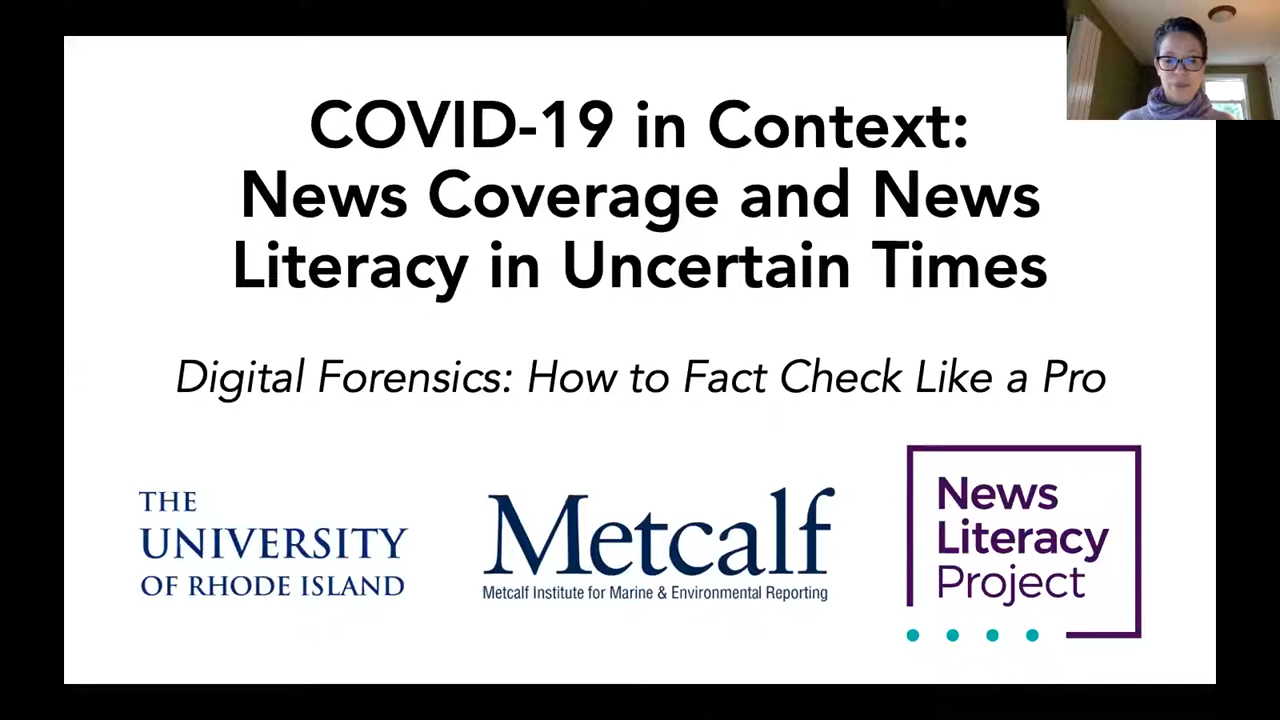 COVID-19 in Context:
News Coverage and News
Literacy in Uncertain Times
Digital Forensics: How to Fact Check Like a Pro
THE
UNIVERSITY
OF RHODE ISLAND
Metcalf
Metcalf Institute for Marine & Environmental Reporting
News
Literacy
Project